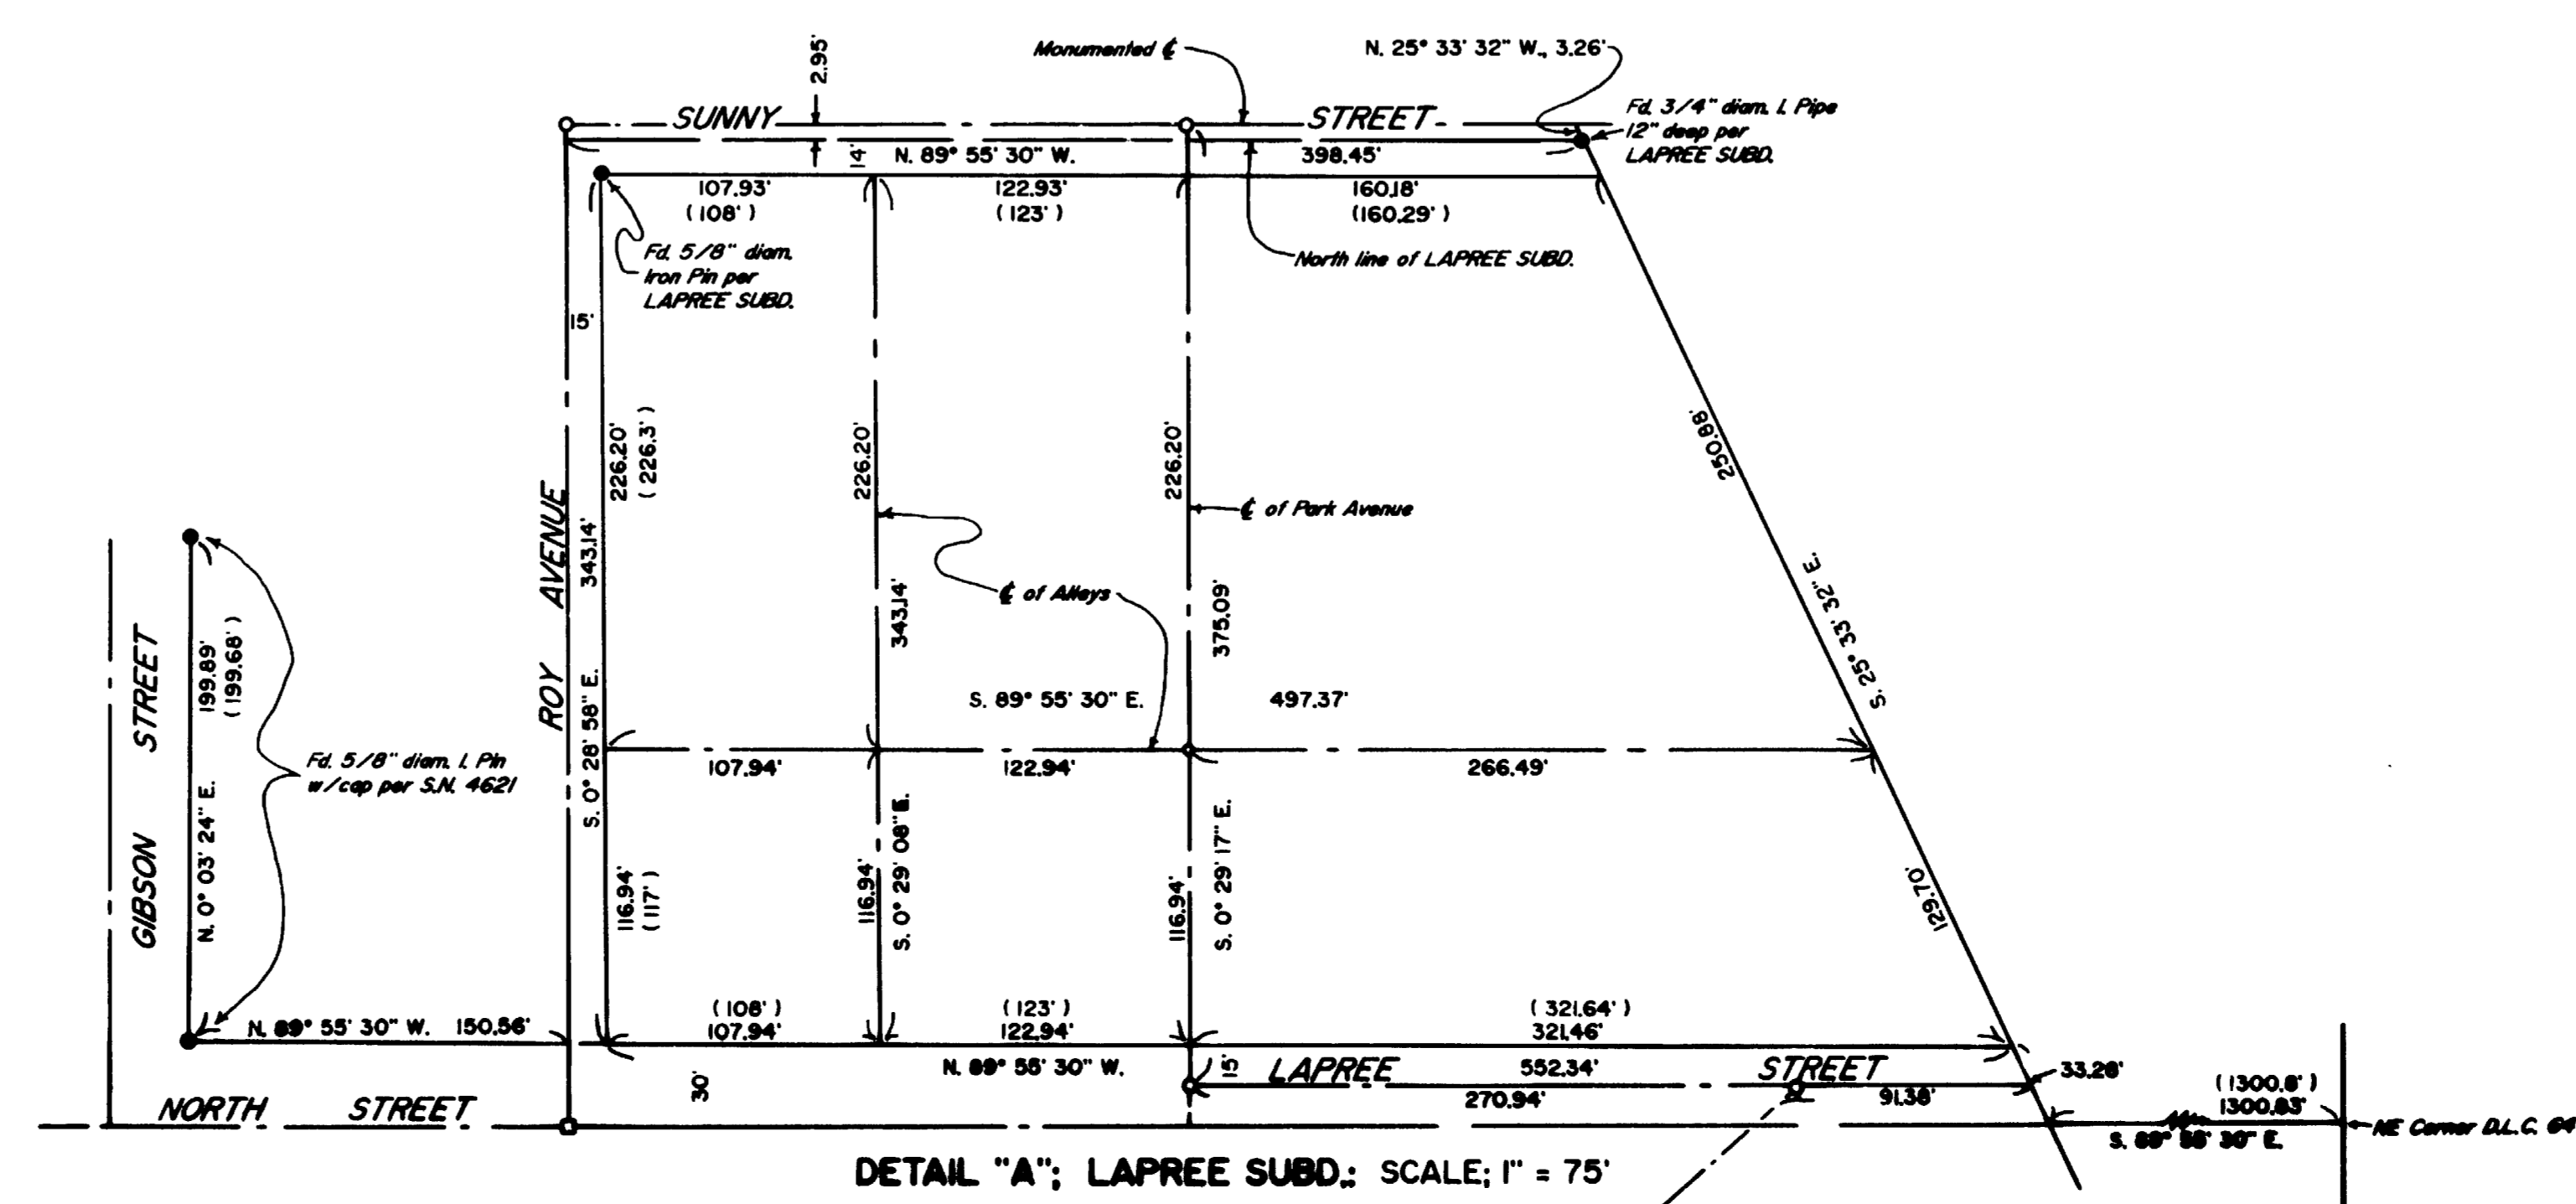 2.95'
Monumented ℄
N. 25° 33' 32" W., 3.26'
SUNNY STREET
Fd. 3/4" diam. I. Pipe
12" deep per
LAPREE SUBD.
14'
N. 89° 55' 30" W. 398.45'
107.93' 122.93' 160.18'
(108') (123') (160.29')
Fd. 5/8" diam.
Iron Pin per
LAPREE SUBD.
North line of LAPREE SUBD.
15'
226.20'
(226.3')
226.20'
226.20'
250.88'
℄ of Park Avenue
ROY AVENUE
343.14'
343.14'
375.09'
℄ of Alleys
S. 25° 33' 32" E.
GIBSON STREET
199.89'
(199.68')
N. 0° 03' 24" E.
Fd. 5/8" diam. I. Pin
w/cap per S.N. 4621
S. 0° 28' 58" E.
S. 89° 55' 30" E. 497.37'
107.94' 122.94' 266.49'
116.94'
(117')
116.94'
S. 0° 29' 08" E.
116.94'
S. 0° 29' 17" E.
129.70'
(108') (123') (321.64')
N. 89° 55' 30" W. 150.56' 107.94' 122.94' 321.46'
N. 89° 55' 30" W. 552.34'
15'
LAPREE STREET
33.28'
30'
270.94' 91.38'
(1300.8')
1300.83'
NORTH STREET
S. 89° 56' 30" E.
NE Corner D.L.C. 64
DETAIL "A"; LAPREE SUBD.: SCALE; 1" = 75'